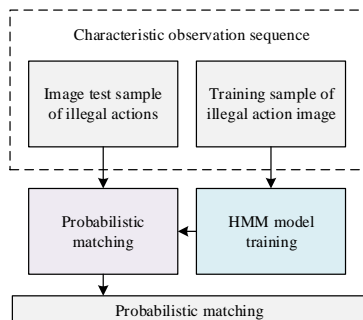 Characteristic observation sequence
Image test sample
of illegal actions
Training sample of
illegal action image
Probabilistic
matching
HMM model
training
Probabilistic matching